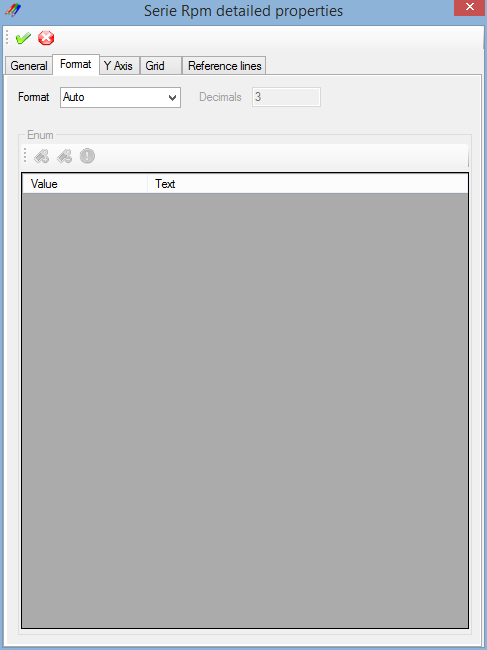 Serie Rpm detailed properties
General Format Y Axis Grid Reference lines
Format Auto Decimals 3
Enum
Value Text